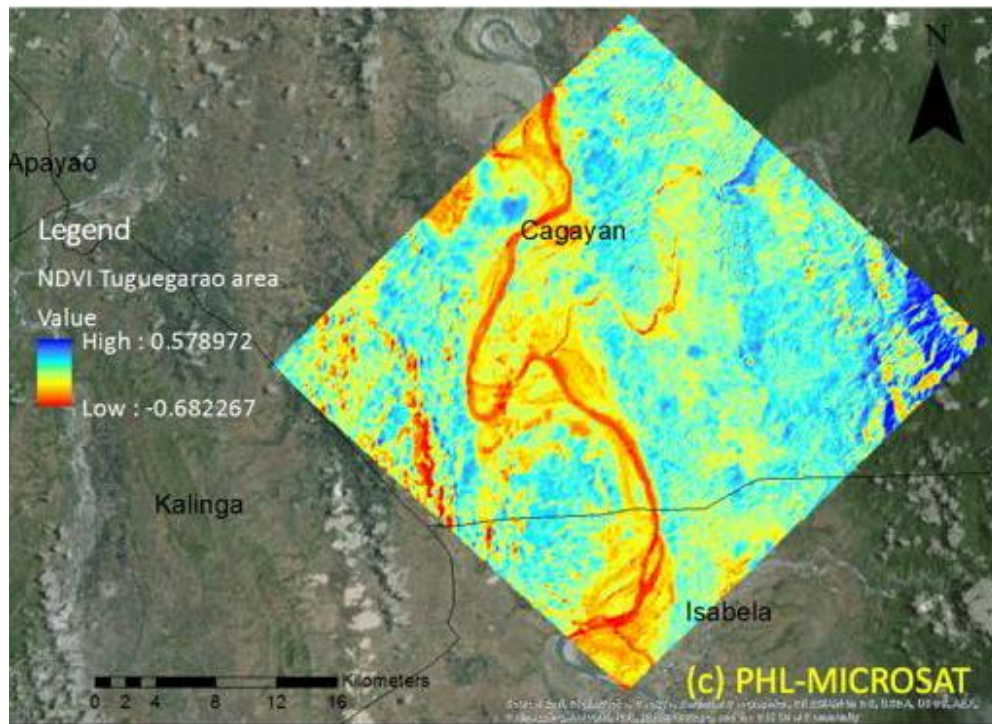 N
Apayao
Legend
Cagayan
NDVI Tuguegarao area
Value
High : 0.578972
Low : -0.682267
Kalinga
Isabela
Kilometers
0 2 4 8 12 16
(c) PHL-MICROSAT